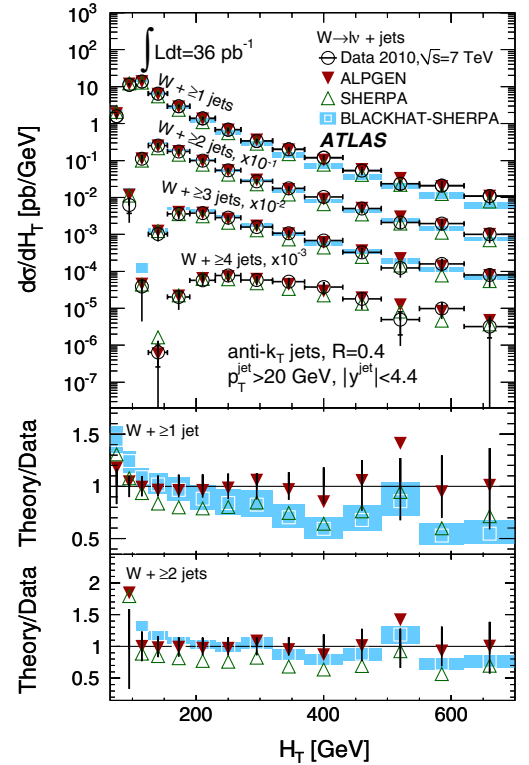 dσ/dH_T [pb/GeV]
10³
10²
10
1
10⁻¹
10⁻²
10⁻³
10⁻⁴
10⁻⁵
10⁻⁶
∫Ldt=36 pb⁻¹
W→lν + jets
Data 2010,√s=7 TeV
ALPGEN
SHERPA
BLACKHAT-SHERPA
ATLAS
W + ≥1 jets
W + ≥2 jets, x10⁻¹
W + ≥3 jets, x10⁻²
W + ≥4 jets, x10⁻³
anti-k_T jets, R=0.4
p_T^jet>20 GeV, |y^jet|<4.4
Theory/Data
W + ≥1 jet
1.5
1
0.5
Theory/Data
W + ≥2 jets
2
1.5
1
0.5
200 400 600
H_T [GeV]